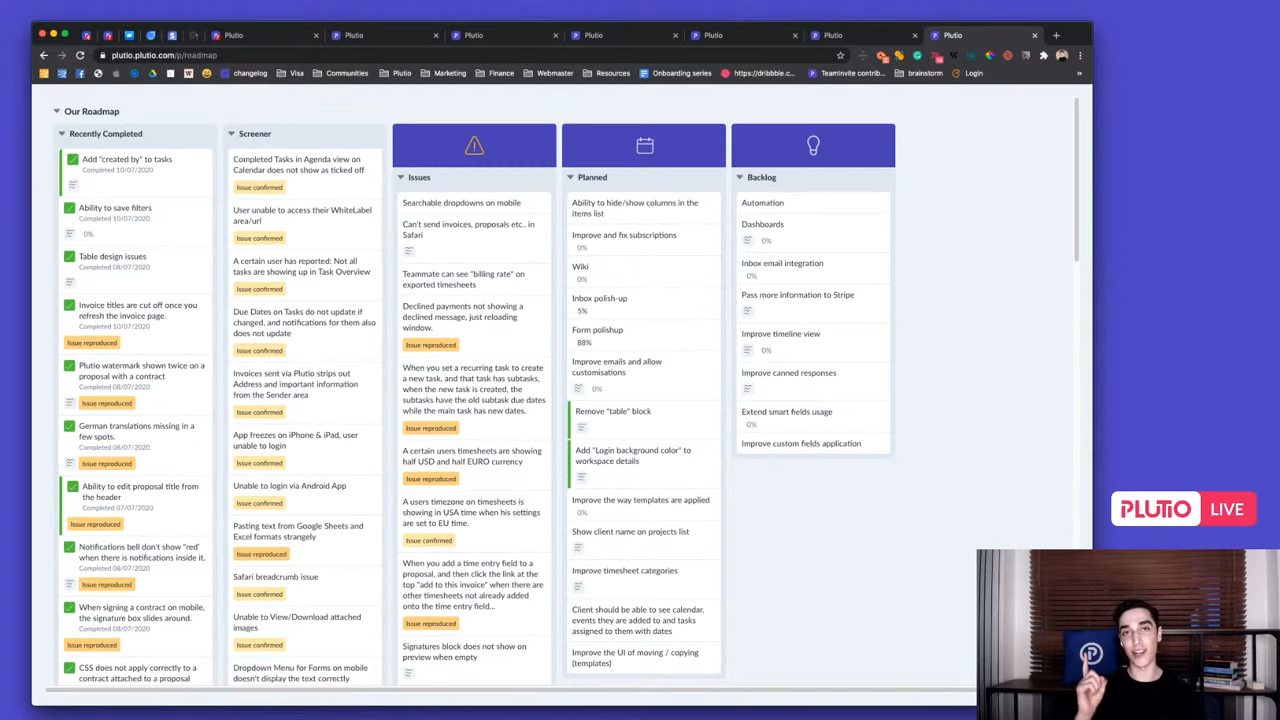 Plutio
Plutio
Plutio
Plutio
Plutio
Plutio
Plutio
plutio.plutio.com/p/roadmap
changelog
Visa
Communities
Plutio
Marketing
Finance
Webmaster
Resources
Onboarding series
https://dribbble.c...
TeamInvite contrib...
brainstorm
Login
Our Roadmap
Recently Completed
Add "created by" to tasks
Completed 10/07/2020
Ability to save filters
Completed 10/07/2020
0%
Table design issues
Completed 08/07/2020
Invoice titles are cut off once you
refresh the invoice page.
Completed 10/07/2020
Issue reproduced
Plutio watermark shown twice on a
proposal with a contract
Completed 08/07/2020
Issue reproduced
German translations missing in a
few spots.
Completed 08/07/2020
Issue reproduced
Ability to edit proposal title from
the header
Completed 07/07/2020
Issue reproduced
Notifications bell don't show "red'
when there is notifications inside it.
Completed 08/07/2020
Issue reproduced
When signing a contract on mobile,
the signature box slides around.
Completed 08/07/2020
Issue reproduced
CSS does not apply correctly to a
contract attached to a proposal
Screener
Completed Tasks in Agenda view on
Calendar does not show as ticked off
Issue confirmed
User unable to access their WhiteLabel
area/url
Issue confirmed
A certain user has reported: Not all
tasks are showing up in Task Overview
Issue confirmed
Due Dates on Tasks do not update if
changed, and notifications for them also
does not update
Issue confirmed
Invoices sent via Plutio strips out
Address and important information
from the Sender area
Issue confirmed
App freezes on iPhone & iPad, user
unable to login
Issue confirmed
Unable to login via Android App
Issue confirmed
Pasting text from Google Sheets and
Excel formats strangely
Issue reproduced
Safari breadcrumb issue
Issue confirmed
Unable to View/Download attached
images
Issue confirmed
Dropdown Menu for Forms on mobile
doesn't display the text correctly
Issues
Searchable dropdowns on mobile
Can't send invoices, proposals etc.. in
Safari
Teammate can see "billing rate" on
exported timesheets
Declined payments not showing a
declined message, just reloading
window.
Issue reproduced
When you set a recurring task to create
a new task, and that task has subtasks,
when the new task is created, the
subtasks have the old subtask due dates
while the main task has new dates.
Issue reproduced
A certain users timesheets are showing
half USD and half EURO currency
Issue reproduced
A users timezone on timesheets is
showing in USA time when his settings
are set to EU time.
Issue confirmed
When you add a time entry field to a
proposal, and then click the link at the
top "add to this invoice" when there are
other timesheets not already added
onto the time entry field...
Issue reproduced
Signatures block does not show on
preview when empty
Planned
Ability to hide/show columns in the
items list
Improve and fix subscriptions
0%
Wiki
0%
Inbox polish-up
5%
Form polishup
88%
Improve emails and allow
customisations
0%
Remove "table" block
Add "Login background color" to
workspace details
Improve the way templates are applied
0%
Show client name on projects list
Improve timesheet categories
Client should be able to see calendar,
events they are added to and tasks
assigned to them with dates
Improve the UI of moving / copying
(templates)
Backlog
Automation
Dashboards
0%
Inbox email integration
0%
Pass more information to Stripe
Improve timeline view
0%
Improve canned responses
Extend smart fields usage
0%
Improve custom fields application
PLUTIO LIVE